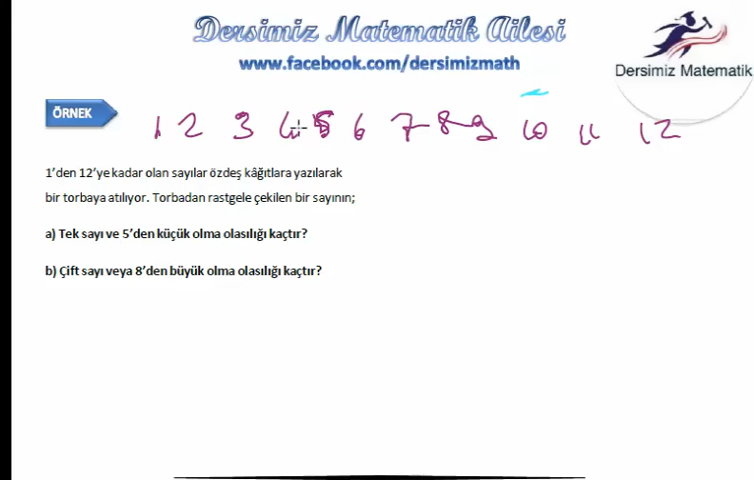 Dersimiz Matematik Ailesi
www.facebook.com/dersimizmath
Dersimiz Matematik
ÖRNEK
1 2 3 4 5 6 7 8 9 10 11 12
1'den 12'ye kadar olan sayılar özdeş kâğıtlara yazılarak
bir torbaya atılıyor. Torbadan rastgele çekilen bir sayının;
a) Tek sayı ve 5'den küçük olma olasılığı kaçtır?
b) Çift sayı veya 8'den büyük olma olasılığı kaçtır?